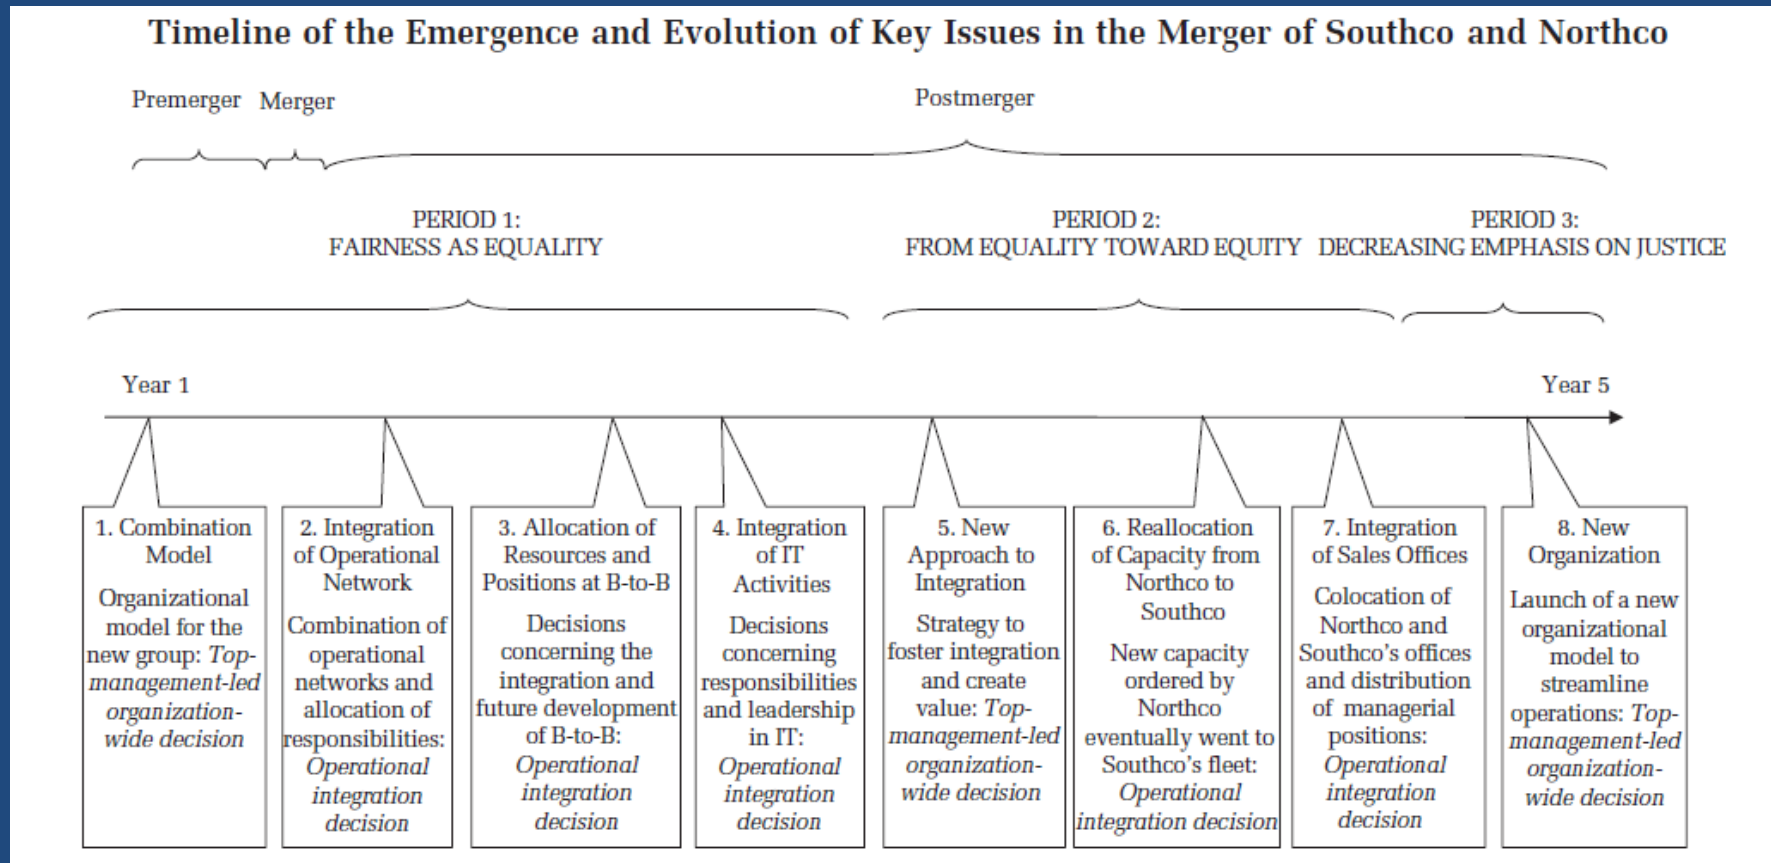 Timeline of the Emergence and Evolution of Key Issues in the Merger of Southco and Northco
Premerger
Merger
Postmerger
PERIOD 1:
FAIRNESS AS EQUALITY
PERIOD 2:
FROM EQUALITY TOWARD EQUITY
PERIOD 3:
DECREASING EMPHASIS ON JUSTICE
Year 1
Year 5
1. Combination
Model
Organizational
model for the
new group: Top-
management-led
organization-
wide decision
2. Integration
of Operational
Network
Combination of
operational
networks and
allocation of
responsibilities:
Operational
integration
decision
3. Allocation of
Resources and
Positions at B-to-B
Decisions
concerning the
integration and
future development
of B-to-B:
Operational
integration
decision
4. Integration
of IT
Activities
Decisions
concerning
responsibilities
and leadership
in IT:
Operational
integration
decision
5. New
Approach to
Integration
Strategy to
foster integration
and create
value: Top-
management-led
organization-
wide decision
6. Reallocation
of Capacity from
Northco to
Southco
New capacity
ordered by
Northco
eventually went to
Southco's fleet:
Operational
integration decision
7. Integration
of Sales Offices
Colocation of
Northco and
Southco's offices
and distribution
of managerial
positions:
Operational
integration
decision
8. New
Organization
Launch of a new
organizational
model to
streamline
operations: Top-
management-led
organization-
wide decision